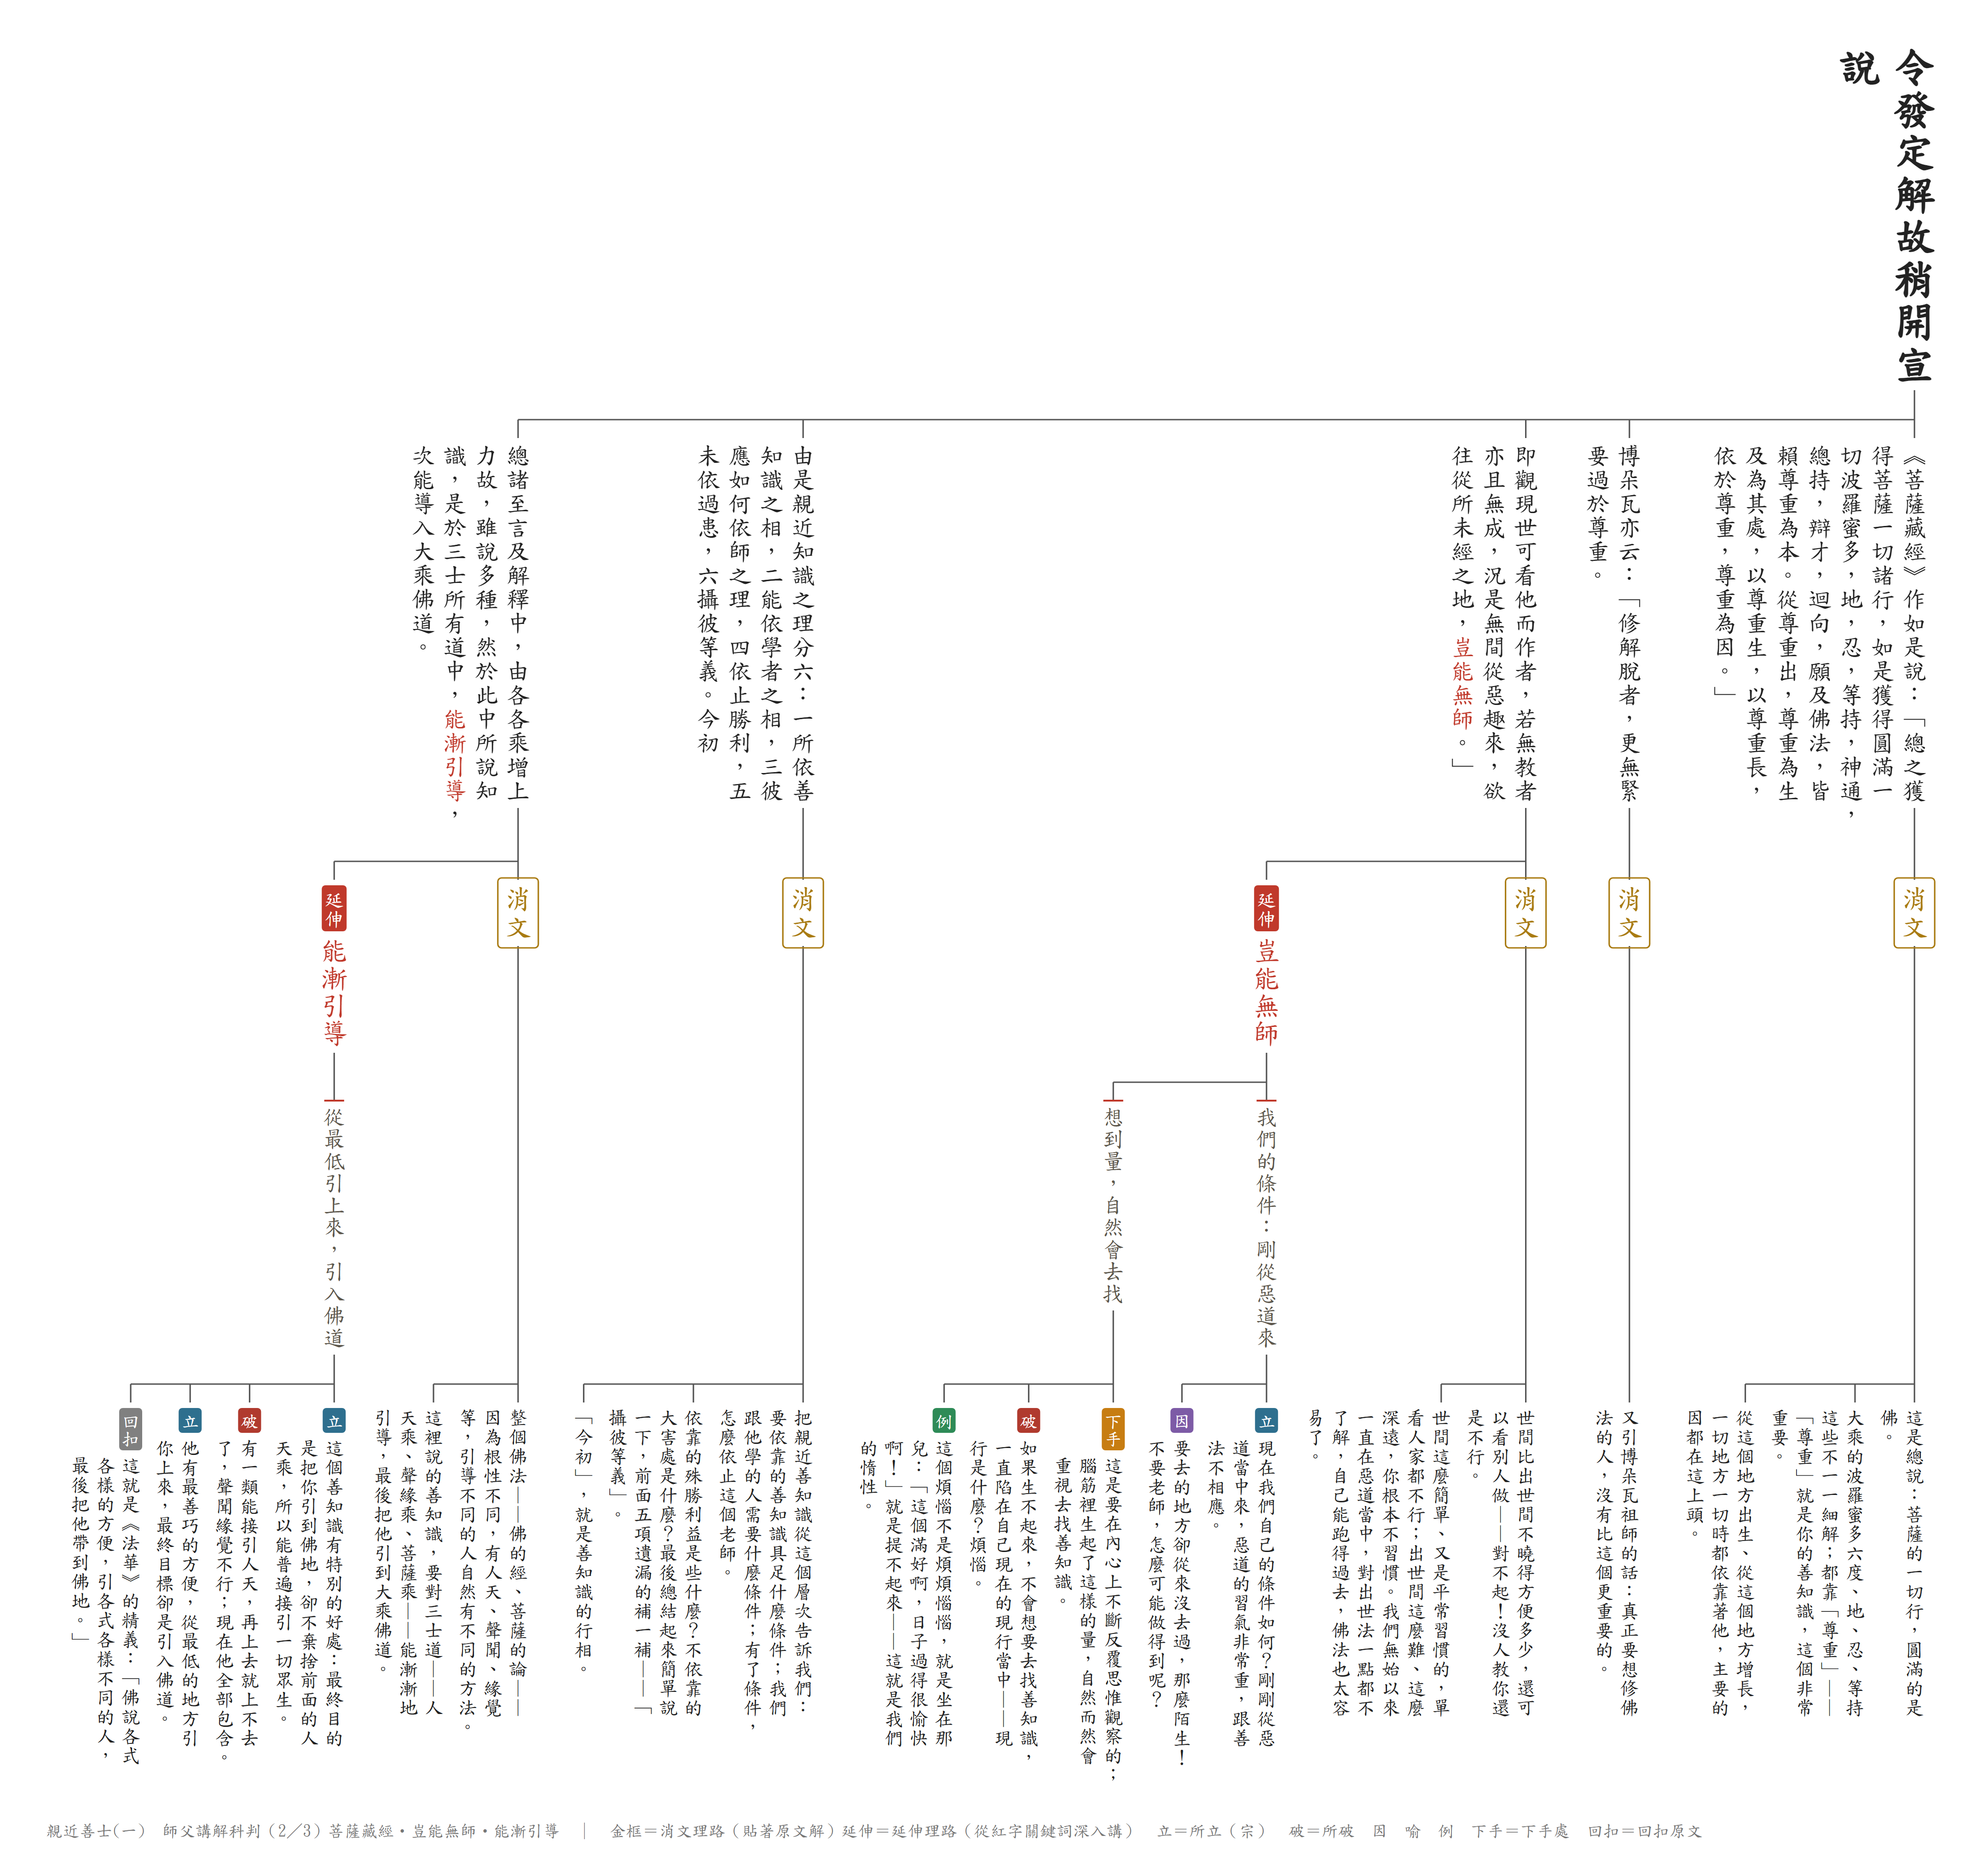 令發定解故稍開宣
說
《菩薩藏經》作如是說：「總之獲
得菩薩一切諸行，如是獲得圓滿一
切波羅蜜多，地，忍，等持，神通，
總持，辯才，迴向，願及佛法，皆
賴尊重為本。從尊重出，尊重為生
及為其處，以尊重生，以尊重長，
依於尊重，尊重為因。」
博朵瓦亦云：「修解脫者，更無緊
要過於尊重。
即觀現世可看他而作者，若無教者
亦且無成，況是無間從惡趣來，欲
往從所未經之地，豈能無師。」
由是親近知識之理分六：一所依善
知識之相，二能依學者之相，三彼
應如何依師之理，四依止勝利，五
未依過患，六攝彼等義。今初
總諸至言及解釋中，由各各乘增上
力故，雖說多種，然於此中所說知
識，是於三士所有道中，能漸引導，
次能導入大乘佛道。
消文
消文
消文
延伸
豈能無師
消文
消文
延伸
能漸引導
我們的條件：剛從惡道來
想到量，自然會去找
從最低引上來，引入佛道
這是總說：菩薩的一切行，圓滿的是
佛。
大乘的波羅蜜多六度、地、忍、等持
這些不一一細解；都靠「尊重」——
「尊重」就是你的善知識，這個非常
重要。
從這個地方出生、從這個地方增長，
一切地方一切時都依靠著他，主要的
因都在這上頭。
又引博朵瓦祖師的話：真正要想修佛
法的人，沒有比這個更重要的。
世間比出世間不曉得方便多少，還可
以看別人做——對不起！沒人教你還
是不行。
世間這麼簡單、又是平常習慣的，單
看人家都不行；出世間這麼難、這麼
深遠，你根本不習慣。我們無始以來
一直在惡道當中，對出世法一點都不
了解，自己能跑得過去，佛法也太容
易了。
立
現在我們自己的條件如何？剛剛從惡
道當中來，惡道的習氣非常重，跟善
法不相應。
因
要去的地方卻從來沒去過，那麼陌生！
不要老師，怎麼可能做得到呢？
下手
這是要在內心上不斷反覆思惟觀察的；
腦筋裡生起了這樣的量，自然而然會
重視去找善知識。
破
如果生不起來，不會想要去找善知識，
一直陷在自己現在的現行當中——現
行是什麼？煩惱。
例
這個煩惱不是煩煩惱惱，就是坐在那
兒：「這個滿好啊，日子過得很愉快
啊！」就是提不起來——這就是我們
的惰性。
把親近善知識從這個層次告訴我們：
要依靠的善知識具足什麼條件；我們
跟他學的人需要什麼條件；有了條件，
怎麼依止這個老師。
依靠的殊勝利益是些什麼？不依靠的
大害處是什麼？最後總結起來簡單說
一下，前面五項遺漏的補一補——「
攝彼等義」。
「今初」，就是善知識的行相。
整個佛法——佛的經、菩薩的論——
因為根性不同，有人天、聲聞、緣覺
等，引導不同的人自然有不同的方法。
這裡說的善知識，要對三士道——人
天乘、聲緣乘、菩薩乘——能漸漸地
引導，最後把他引到大乘佛道。
立
這個善知識有特別的好處：最終目的
是把你引到佛地，卻不棄捨前面的人
天乘，所以能普遍接引一切眾生。
破
有一類能接引人天，再上去就上不去
了，聲聞緣覺不行；現在他全部包含。
立
他有最善巧的方便，從最低的地方引
你上來，最終目標卻是引入佛道。
回扣
這就是《法華》的精義：「佛說各式
各樣的方便，引各式各樣不同的人，
最後把他帶到佛地。」
親近善士(一)　師父講解科判（2／3）菩薩藏經・豈能無師・能漸引導　｜　金框＝消文理路（貼著原文解）延伸＝延伸理路（從紅字關鍵詞深入講）　立＝所立（宗）　破＝所破　因　喻　例　下手＝下手處　回扣＝回扣原文